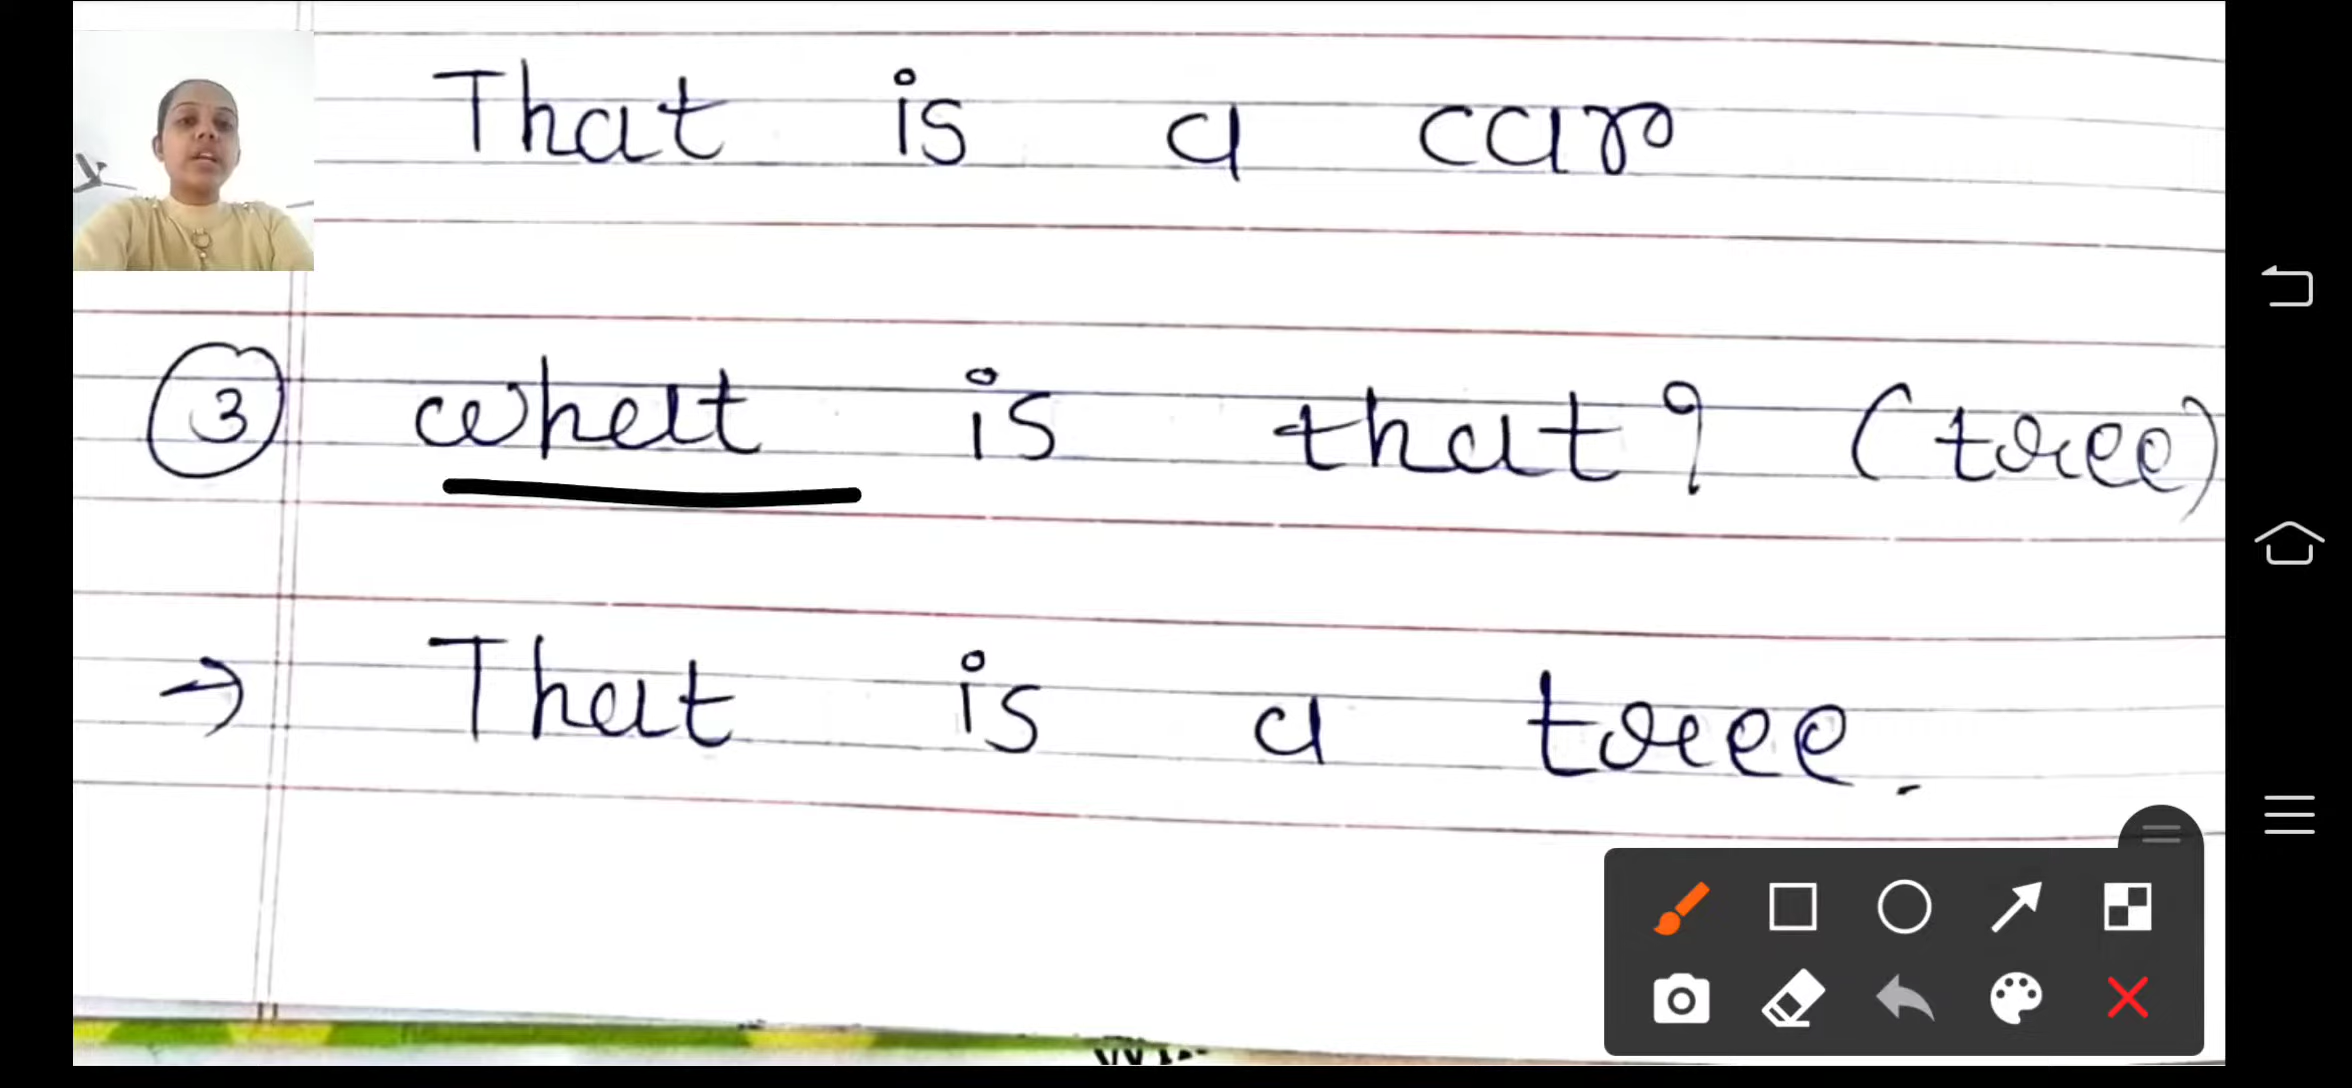 That is a car
③ what is that? (tree)
→ That is a tree.